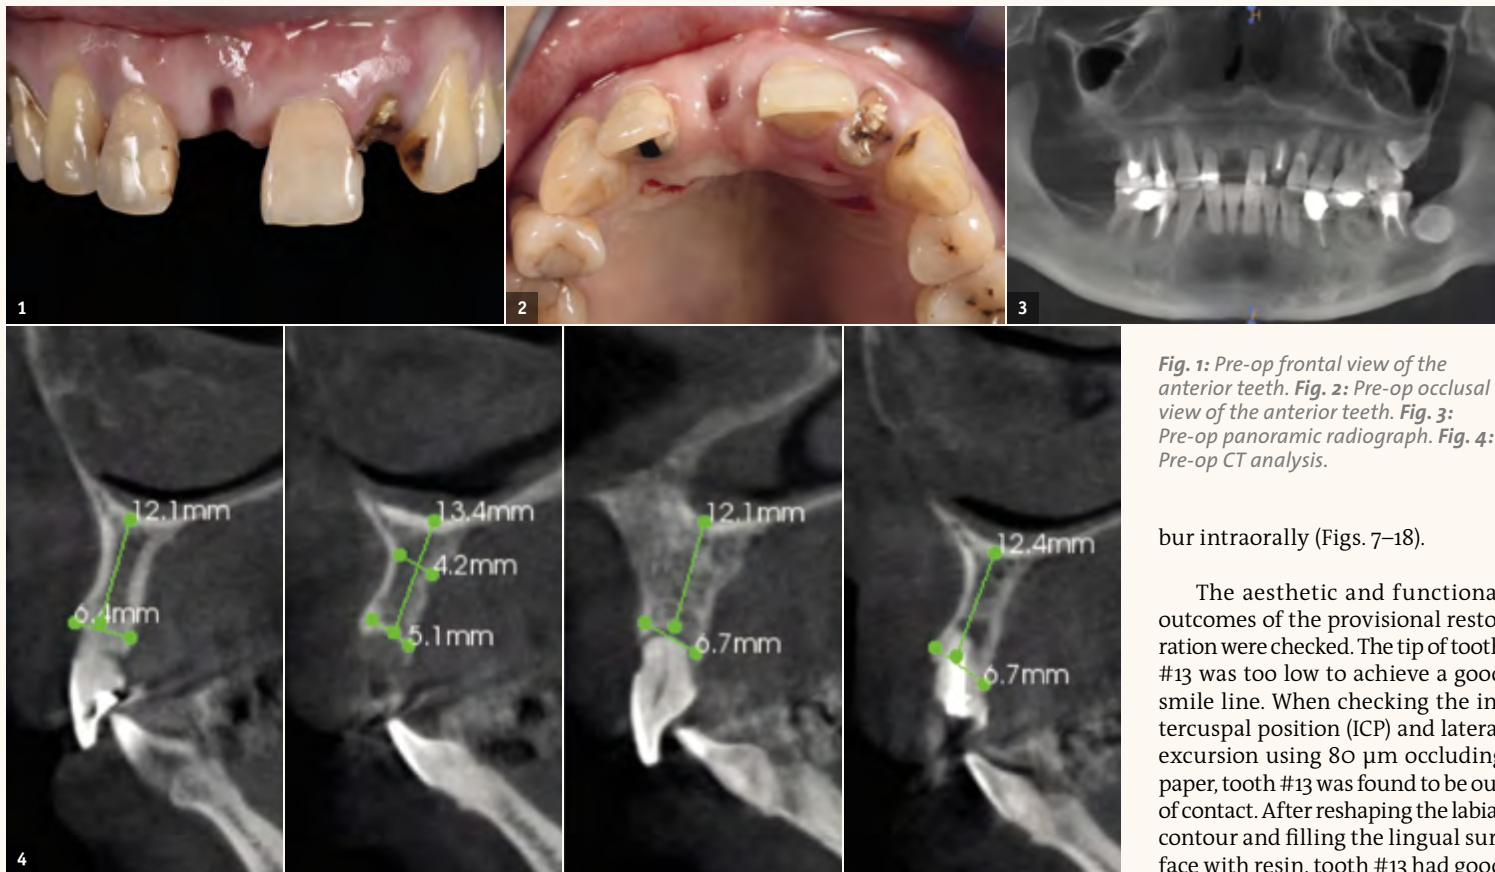 1
2
3
12.1mm
6.4mm
13.4mm
4.2mm
5.1mm
12.1mm
6.7mm
12.4mm
6.7mm
4
Fig. 1: Pre-op frontal view of the
anterior teeth. Fig. 2: Pre-op occlusal
view of the anterior teeth. Fig. 3:
Pre-op panoramic radiograph. Fig. 4:
Pre-op CT analysis.
bur intraorally (Figs. 7–18).
The aesthetic and functiona
outcomes of the provisional resto
ration were checked. The tip of tooth
#13 was too low to achieve a good
smile line. When checking the in
tercuspal position (ICP) and latera
excursion using 80 μm occluding
paper, tooth #13 was found to be ou
of contact. After reshaping the labia
contour and filling the lingual sur
face with resin, tooth #13 had good